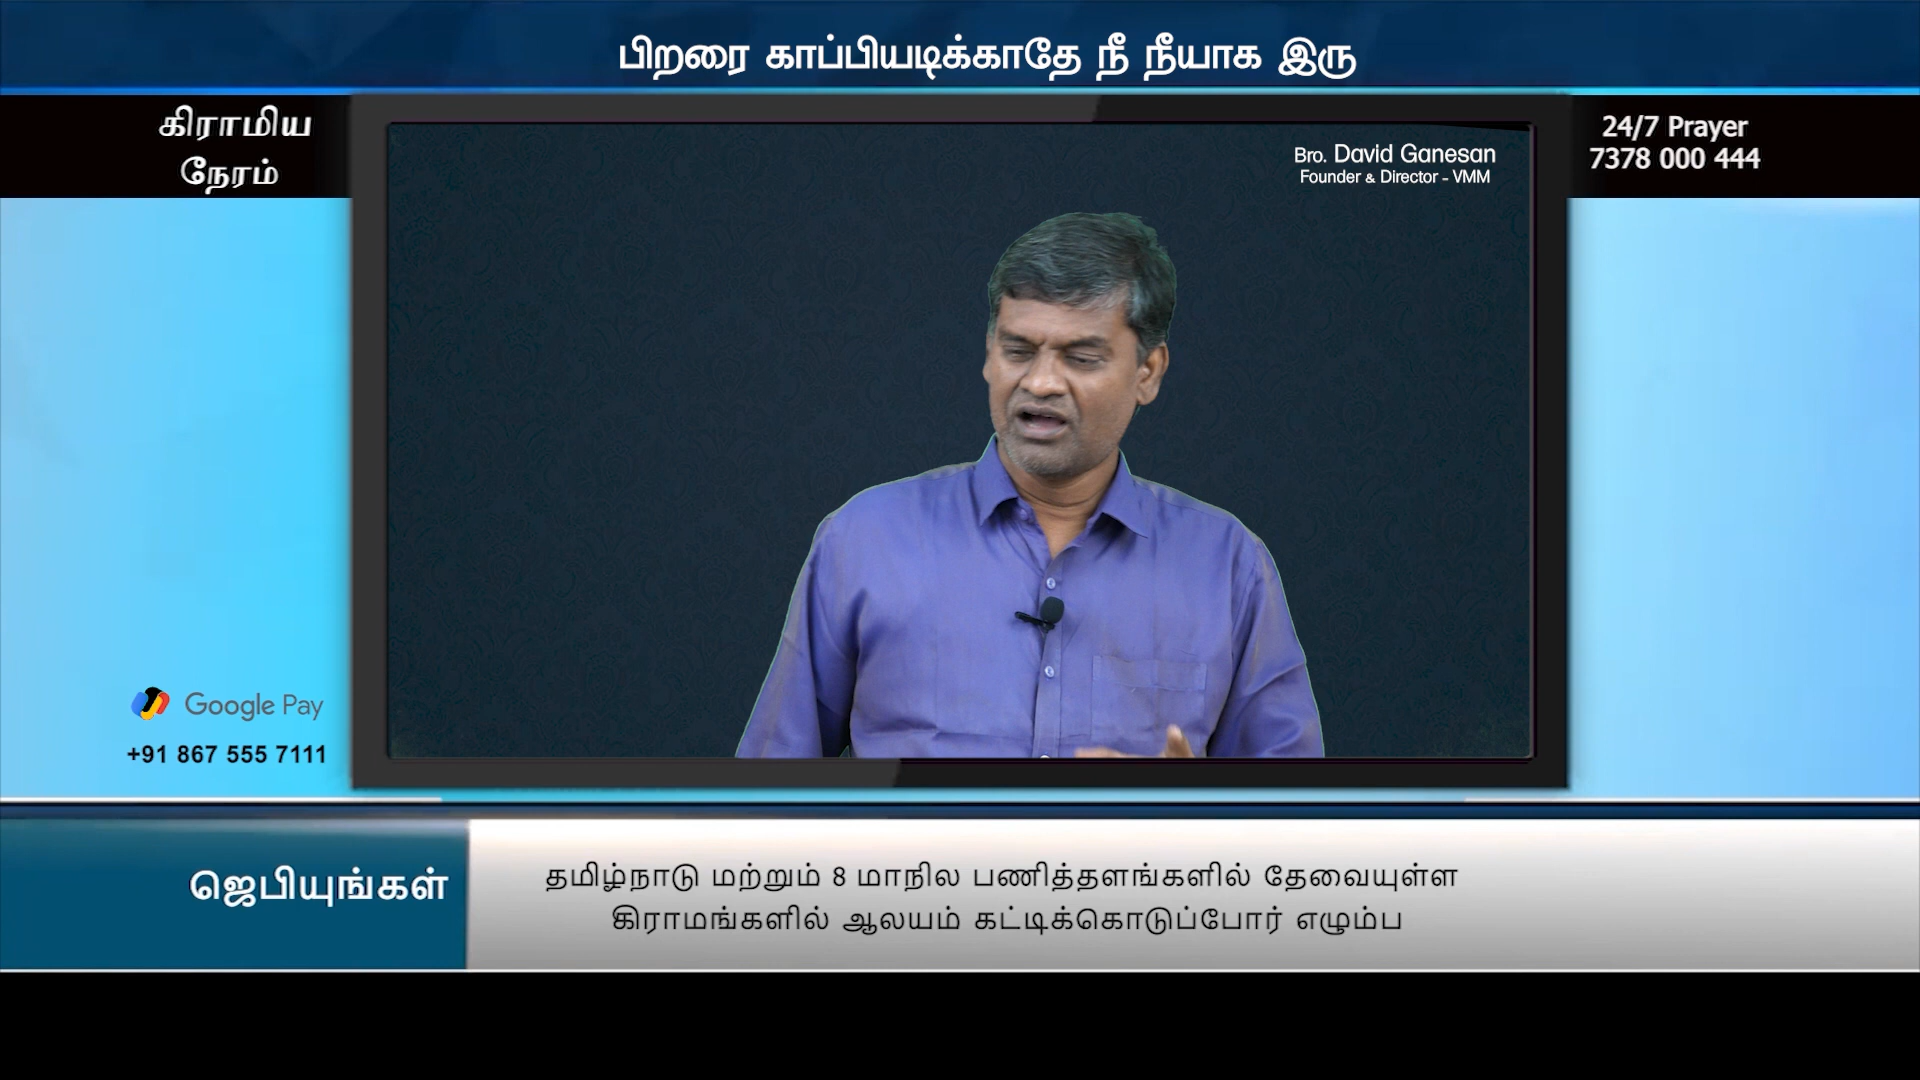 பிறரை காப்பியடிக்காதே நீ நீயாக இரு
கிராமிய
நேரம்
24/7 Prayer
7378 000 444
Bro. David Ganesan
Founder & Director - VMM
Google Pay
+91 867 555 7111
ஜெபியுங்கள்
தமிழ்நாடு மற்றும் 8 மாநில பணித்தளங்களில் தேவையுள்ள
கிராமங்களில் ஆலயம் கட்டிக்கொடுப்போர் எழும்ப